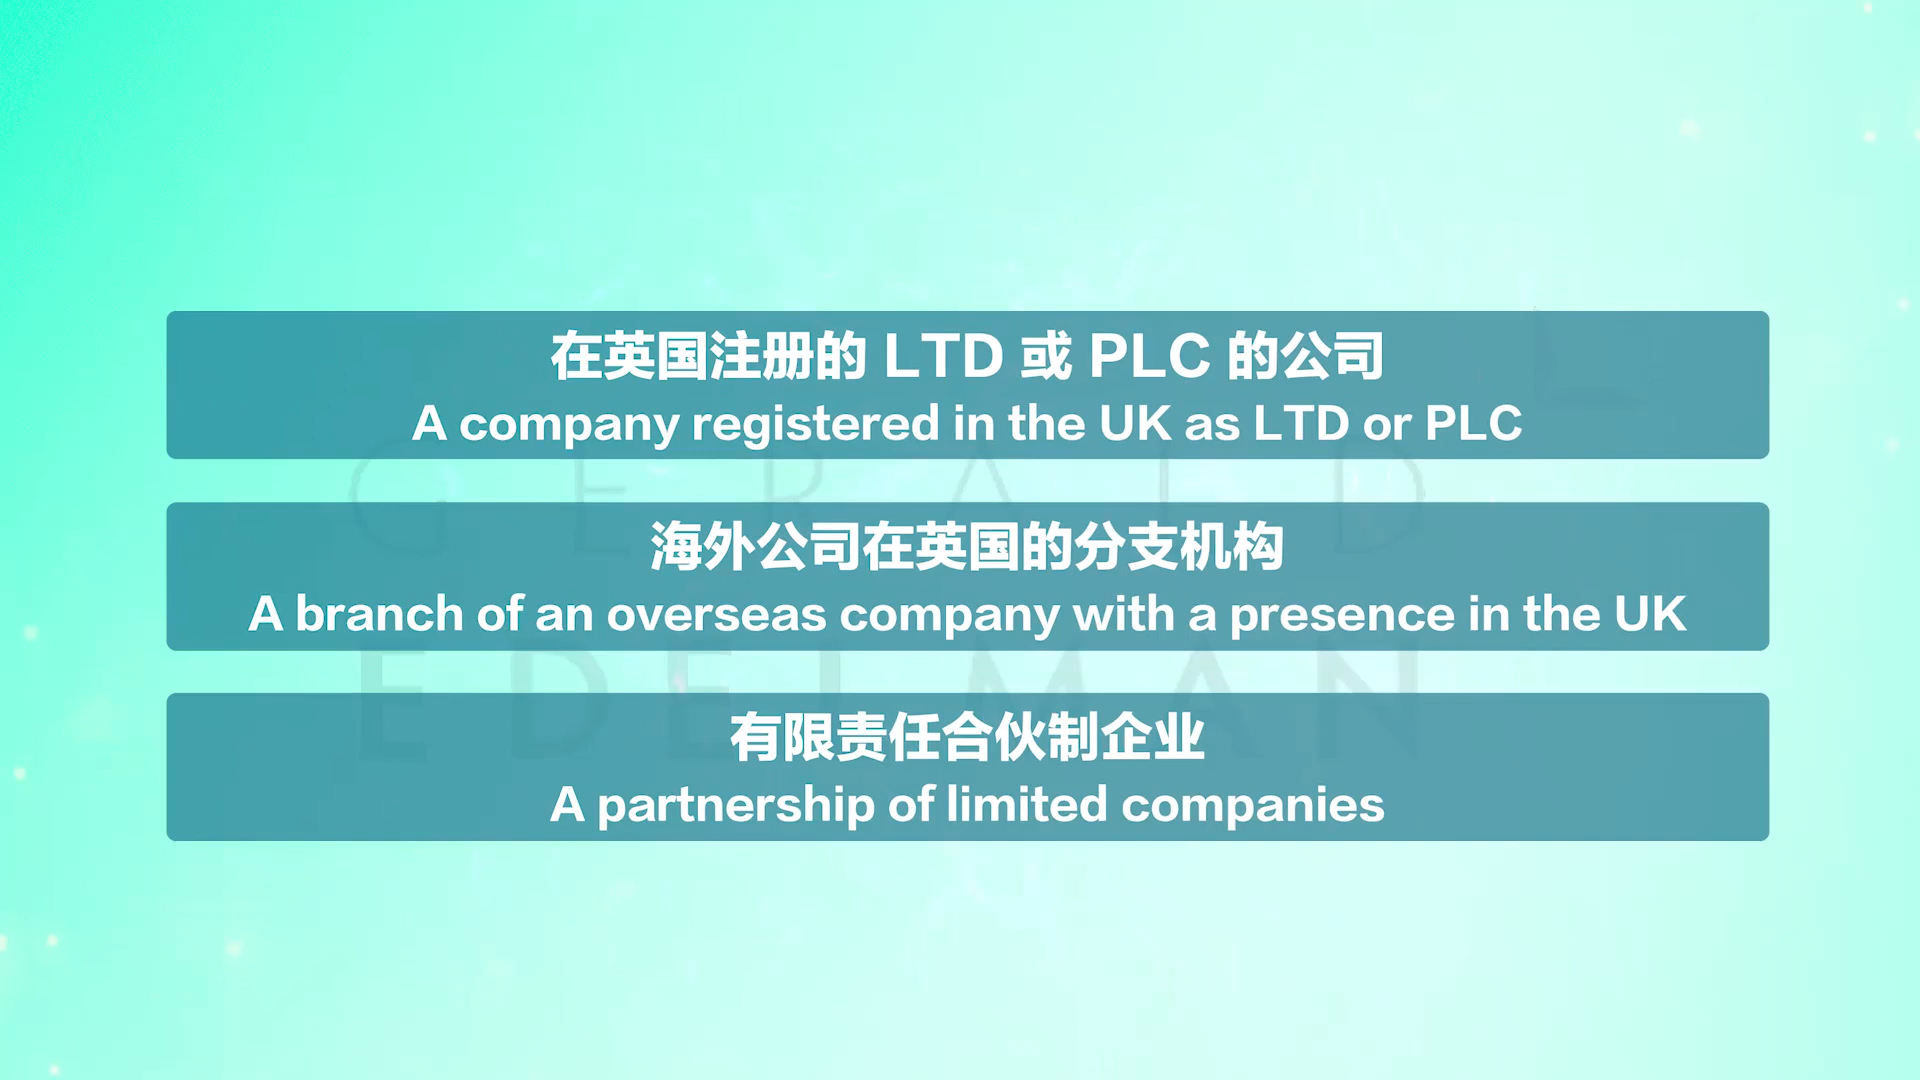 在英国注册的 LTD 或 PLC 的公司
A company registered in the UK as LTD or PLC
GERALD
海外公司在英国的分支机构
A branch of an overseas company with a presence in the UK
EDELMAN
有限责任合伙制企业
A partnership of limited companies